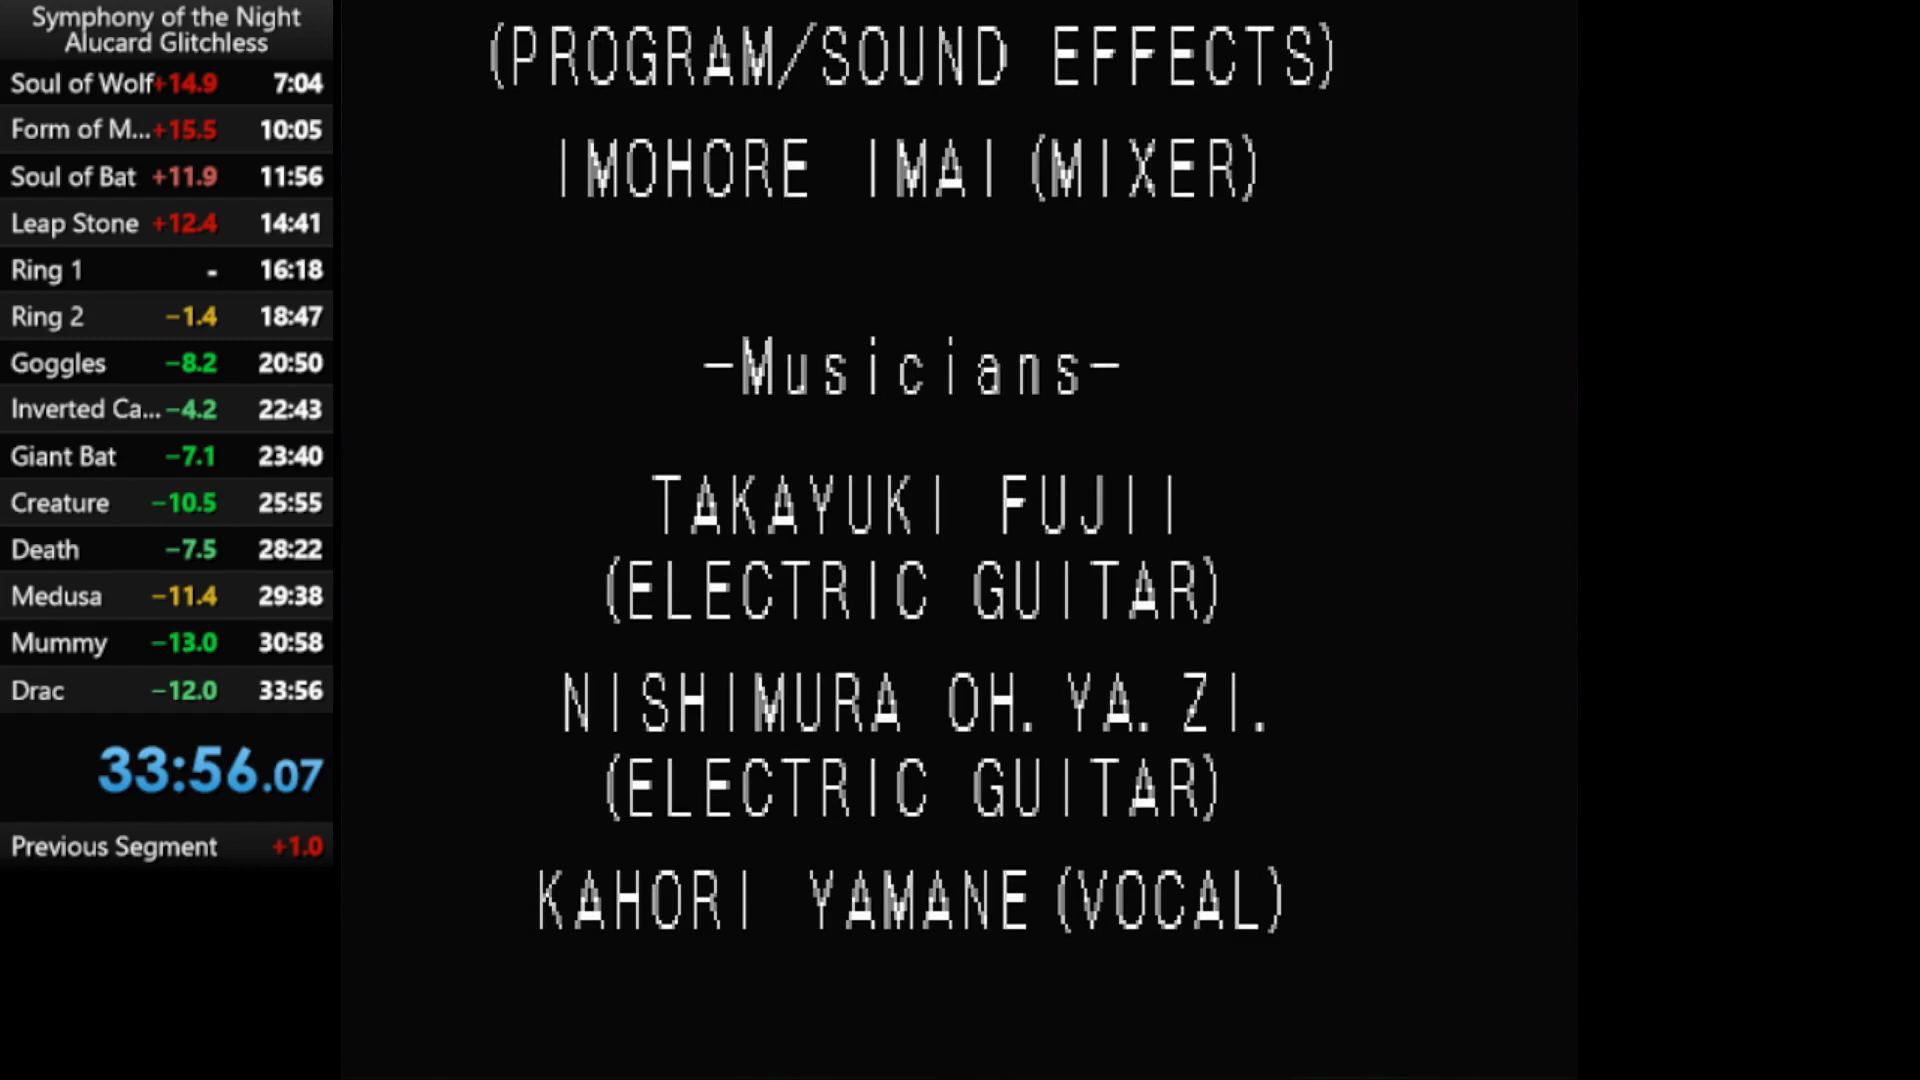 Symphony of the Night
Alucard Glitchless
Soul of Wolf +14.9 7:04
Form of M... +15.5 10:05
Soul of Bat +11.9 11:56
Leap Stone +12.4 14:41
Ring 1 - 16:18
Ring 2 −1.4 18:47
Goggles −8.2 20:50
Inverted Ca... −4.2 22:43
Giant Bat −7.1 23:40
Creature −10.5 25:55
Death −7.5 28:22
Medusa −11.4 29:38
Mummy −13.0 30:58
Drac −12.0 33:56
33:56.07
Previous Segment +1.0
(PROGRAM/SOUND EFFECTS)
IMOHORE IMAI (MIXER)
-Musicians-
TAKAYUKI FUJII
(ELECTRIC GUITAR)
NISHIMURA OH. YA. ZI.
(ELECTRIC GUITAR)
KAHORI YAMANE (VOCAL)